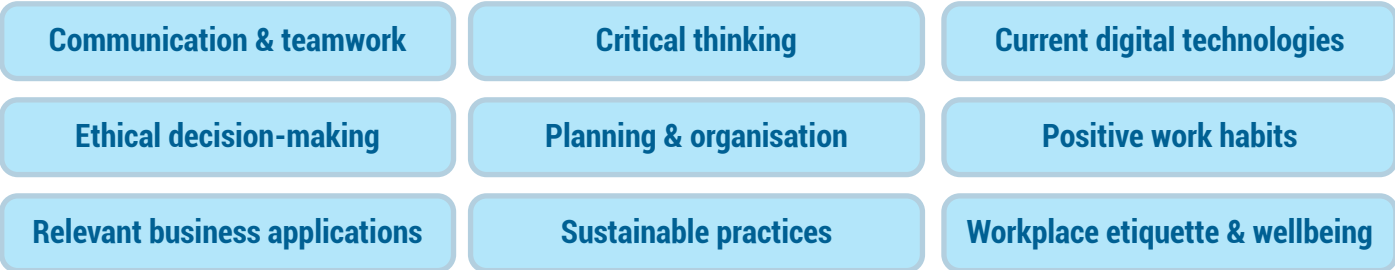 Communication & teamwork
Critical thinking
Current digital technologies
Ethical decision-making
Planning & organisation
Positive work habits
Relevant business applications
Sustainable practices
Workplace etiquette & wellbeing